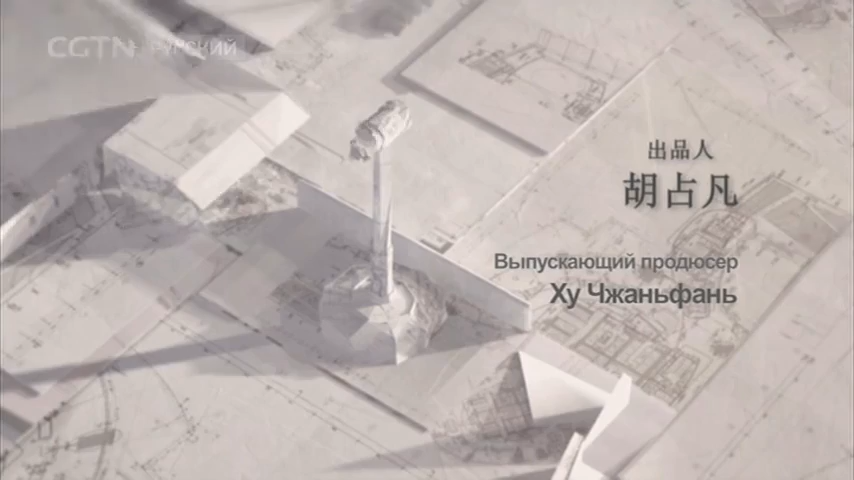 CGTN Русский
出品人
胡占凡
Выпускающий продюсер
Ху Чжаньфань